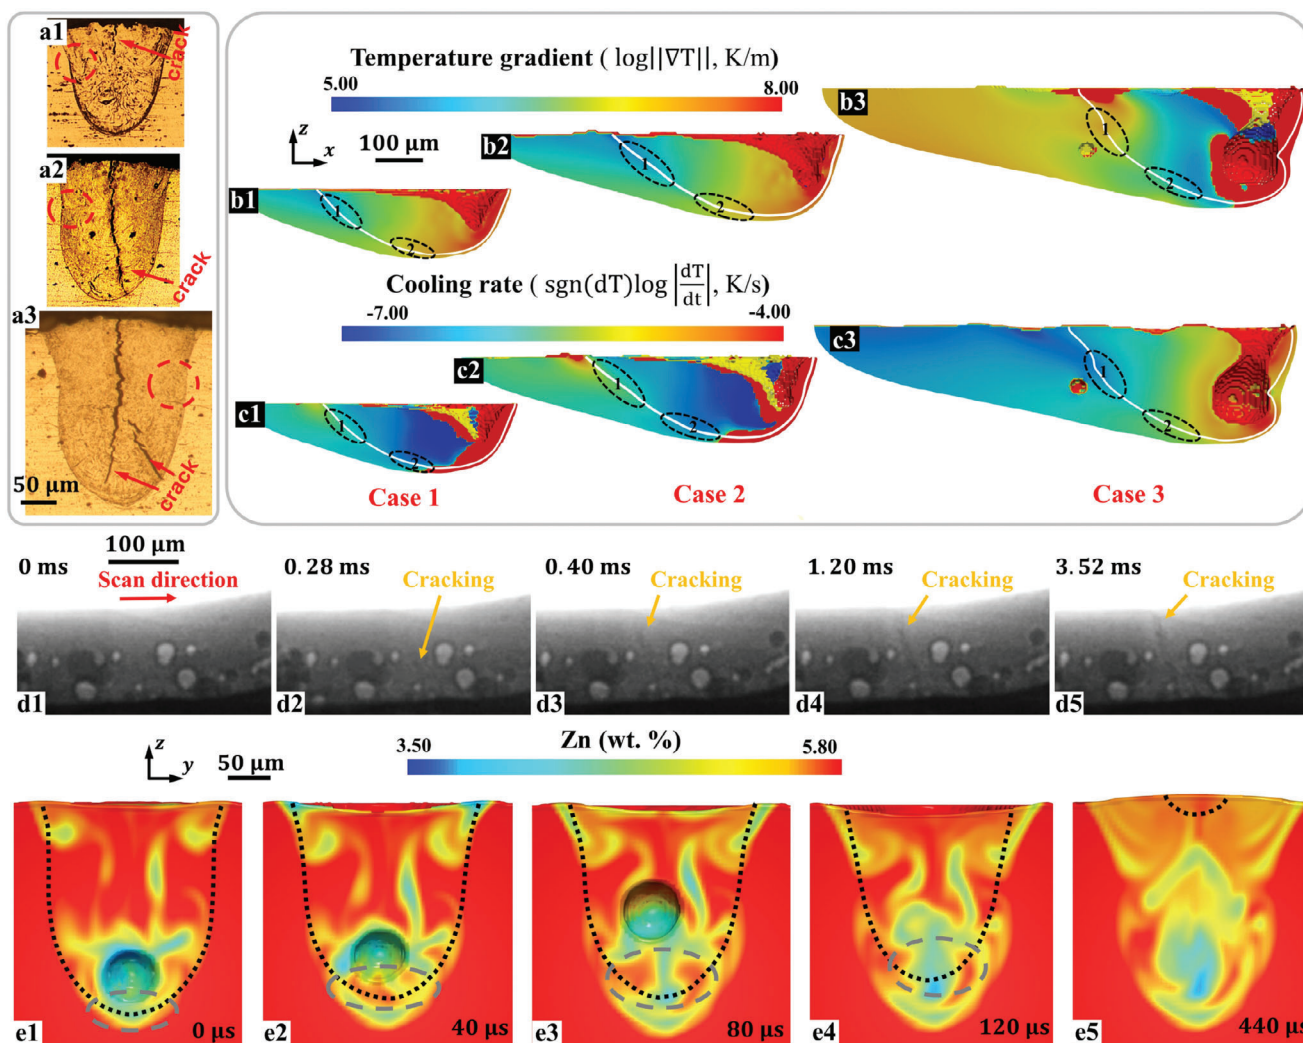 a1
crack
a2
crack
a3
crack
50 μm
Temperature gradient ( log||∇T||, K/m)
5.00
8.00
z
x
100 μm
b1
1
2
b2
1
2
b3
1
2
Cooling rate ( sgn(dT)log |dT/dt|, K/s)
-7.00
-4.00
c1
1
2
c2
1
2
c3
1
2
Case 1
Case 2
Case 3
100 μm
0 ms
Scan direction
d1
0.28 ms
Cracking
d2
0.40 ms
Cracking
d3
1.20 ms
Cracking
d4
3.52 ms
Cracking
d5
z
y
50 μm
Zn (wt. %)
3.50
5.80
e1
0 μs
e2
40 μs
e3
80 μs
e4
120 μs
e5
440 μs